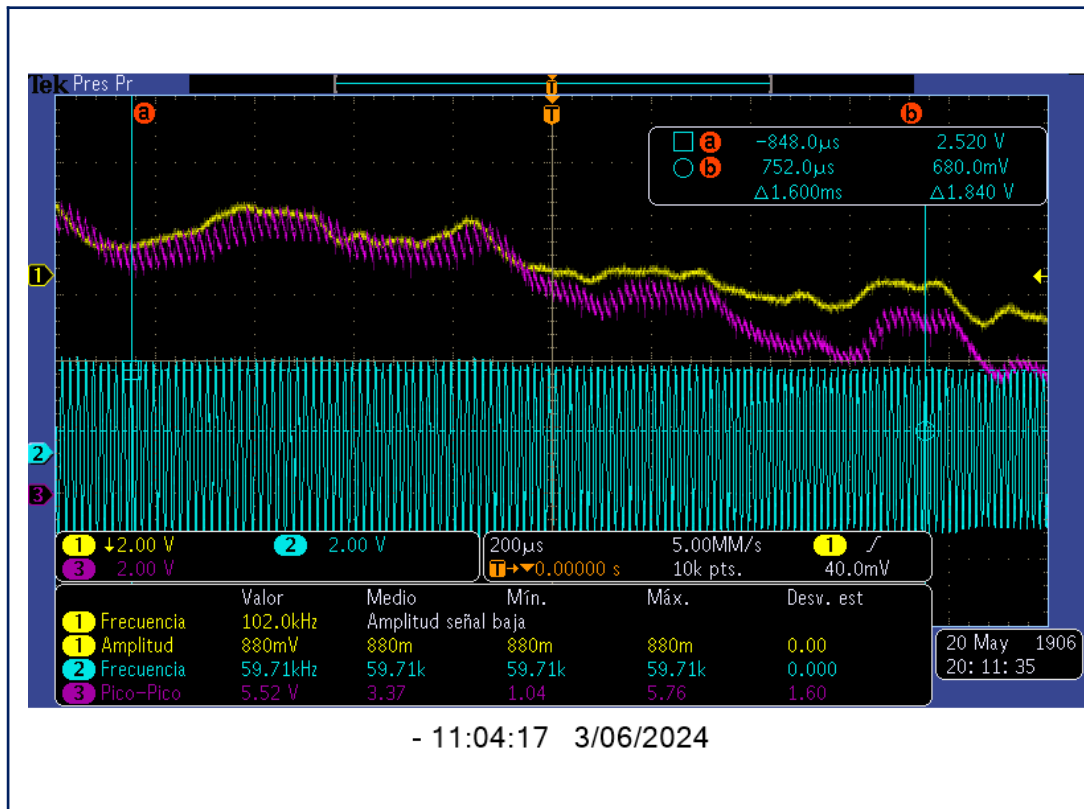 Tek Pres Pr
T
a T b
a -848.0µs 2.520 V
b 752.0µs 680.0mV
△1.600ms △1.840 V
1
2
3
1 ↓2.00 V 2 2.00 V
3 2.00 V
200µs 5.00MM/s 1 ∫
T→▼0.00000 s 10k pts. 40.0mV
Valor Medio Mín. Máx. Desv. est
1 Frecuencia 102.0kHz Amplitud señal baja
1 Amplitud 880mV 880m 880m 880m 0.00
2 Frecuencia 59.71kHz 59.71k 59.71k 59.71k 0.000
3 Pico-Pico 5.52 V 3.37 1.04 5.76 1.60
20 May 1906
20:11:35
- 11:04:17 3/06/2024